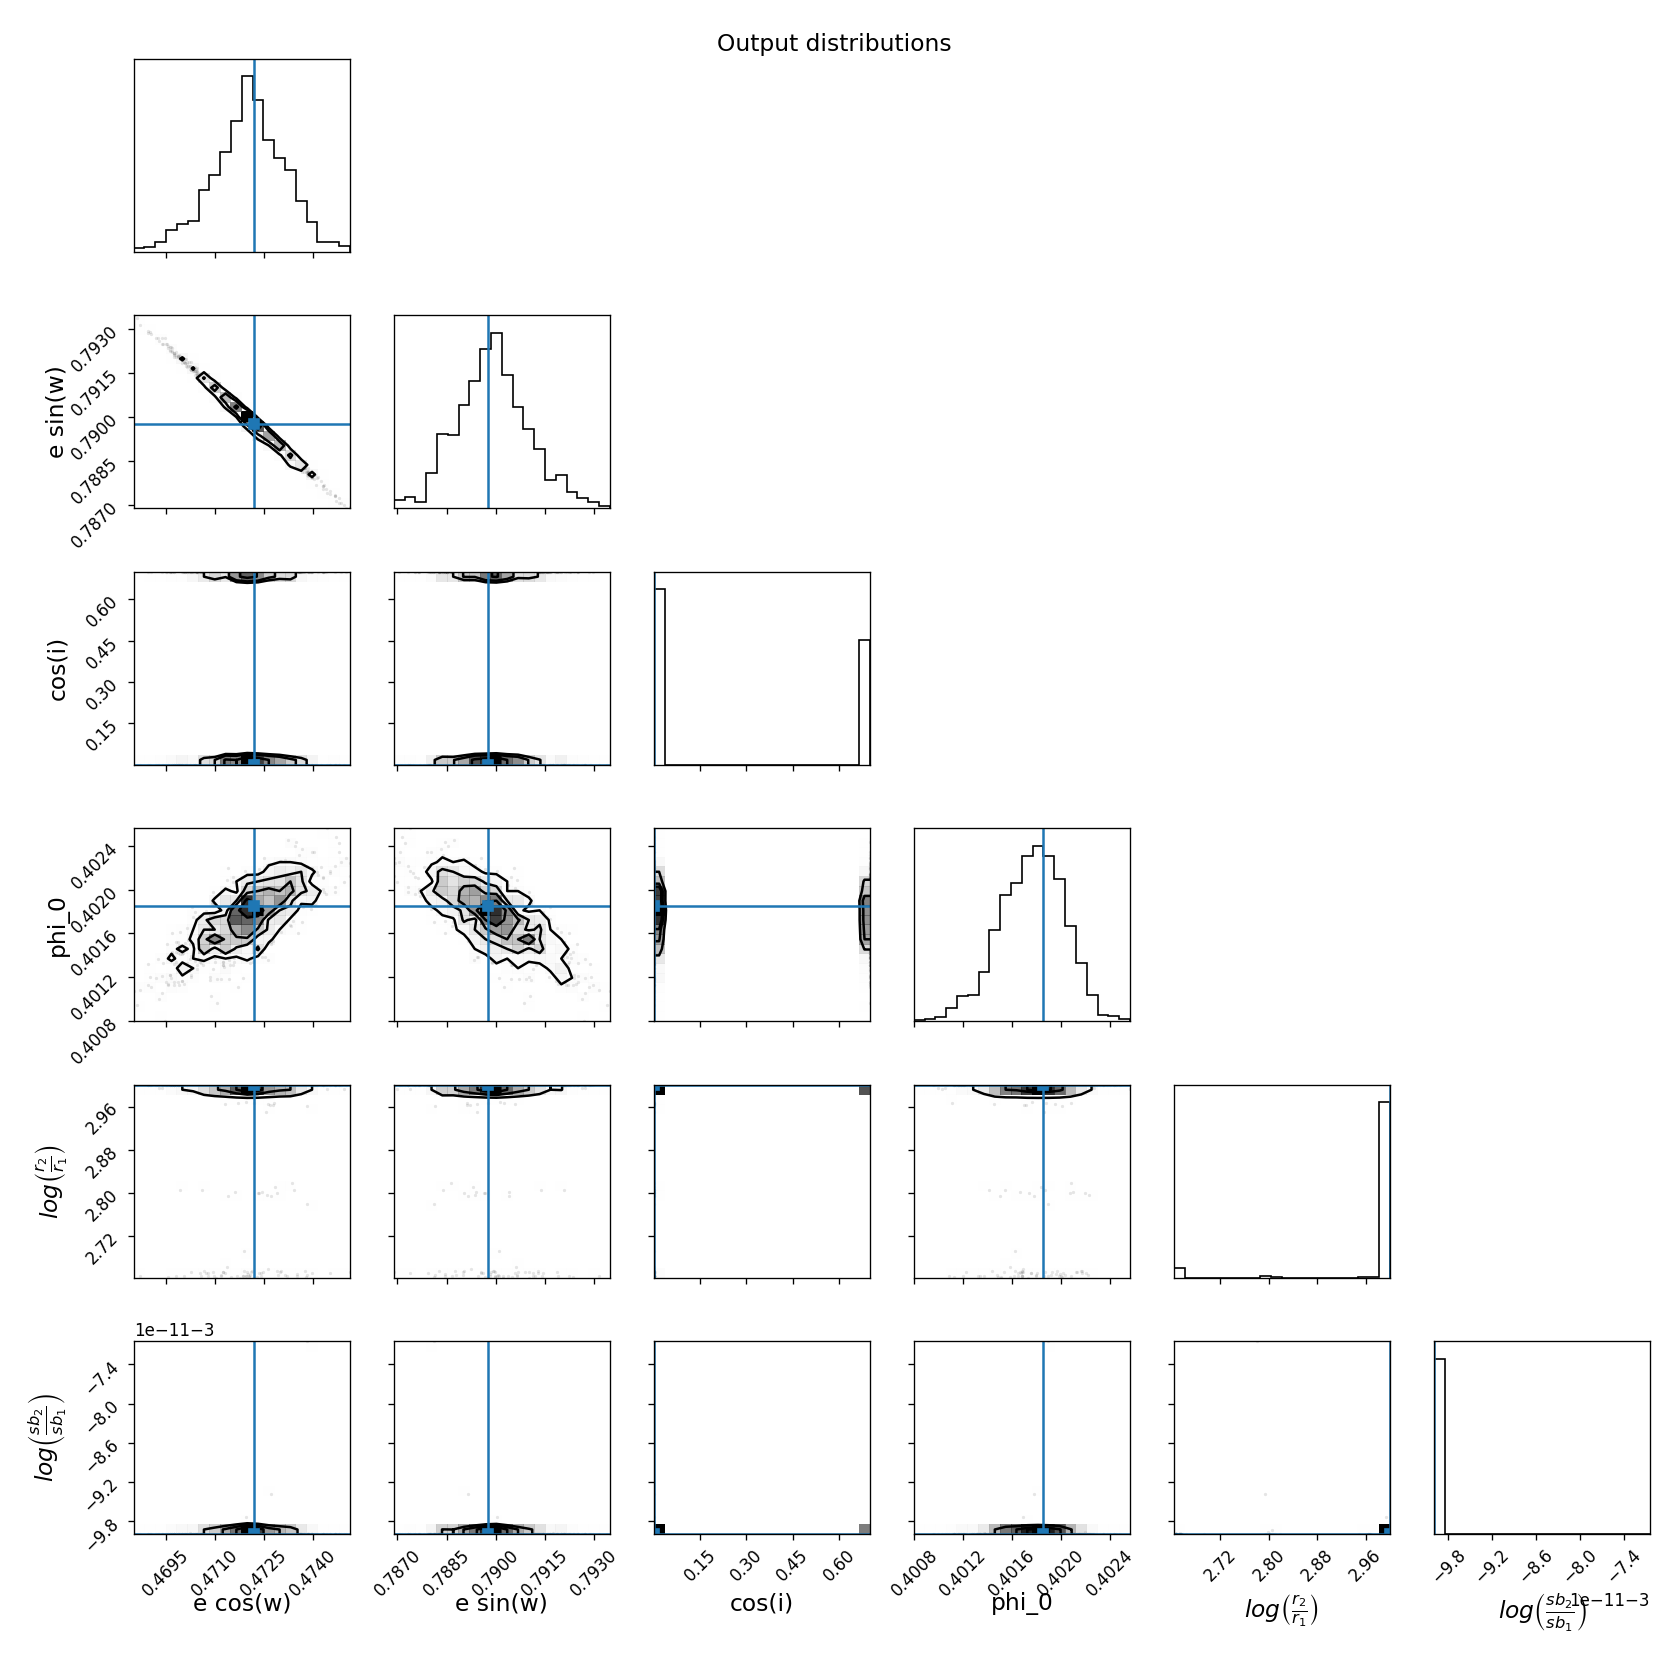 Output distributions
e sin(w)
0.7930
0.7915
0.7900
0.7885
0.7870
cos(i)
0.60
0.45
0.30
0.15
phi_0
0.4024
0.4020
0.4016
0.4012
0.4008
log(r₂/r₁)
2.96
2.88
2.80
2.72
1e−11−3
log(sb₂/sb₁)
−7.4
−8.0
−8.6
−9.2
−9.8
0.4695 0.4710 0.4725 0.4740 0.7870 0.7885 0.7900 0.7915 0.7930 0.15 0.30 0.45 0.60 0.4008 0.4012 0.4016 0.4020 0.4024 2.72 2.80 2.88 2.96 −9.8 −9.2 −8.6 −8.0 −7.4
e cos(w) e sin(w) cos(i) phi_0 log(r₂/r₁) log(sb₂/sb₁) 1e−11−3